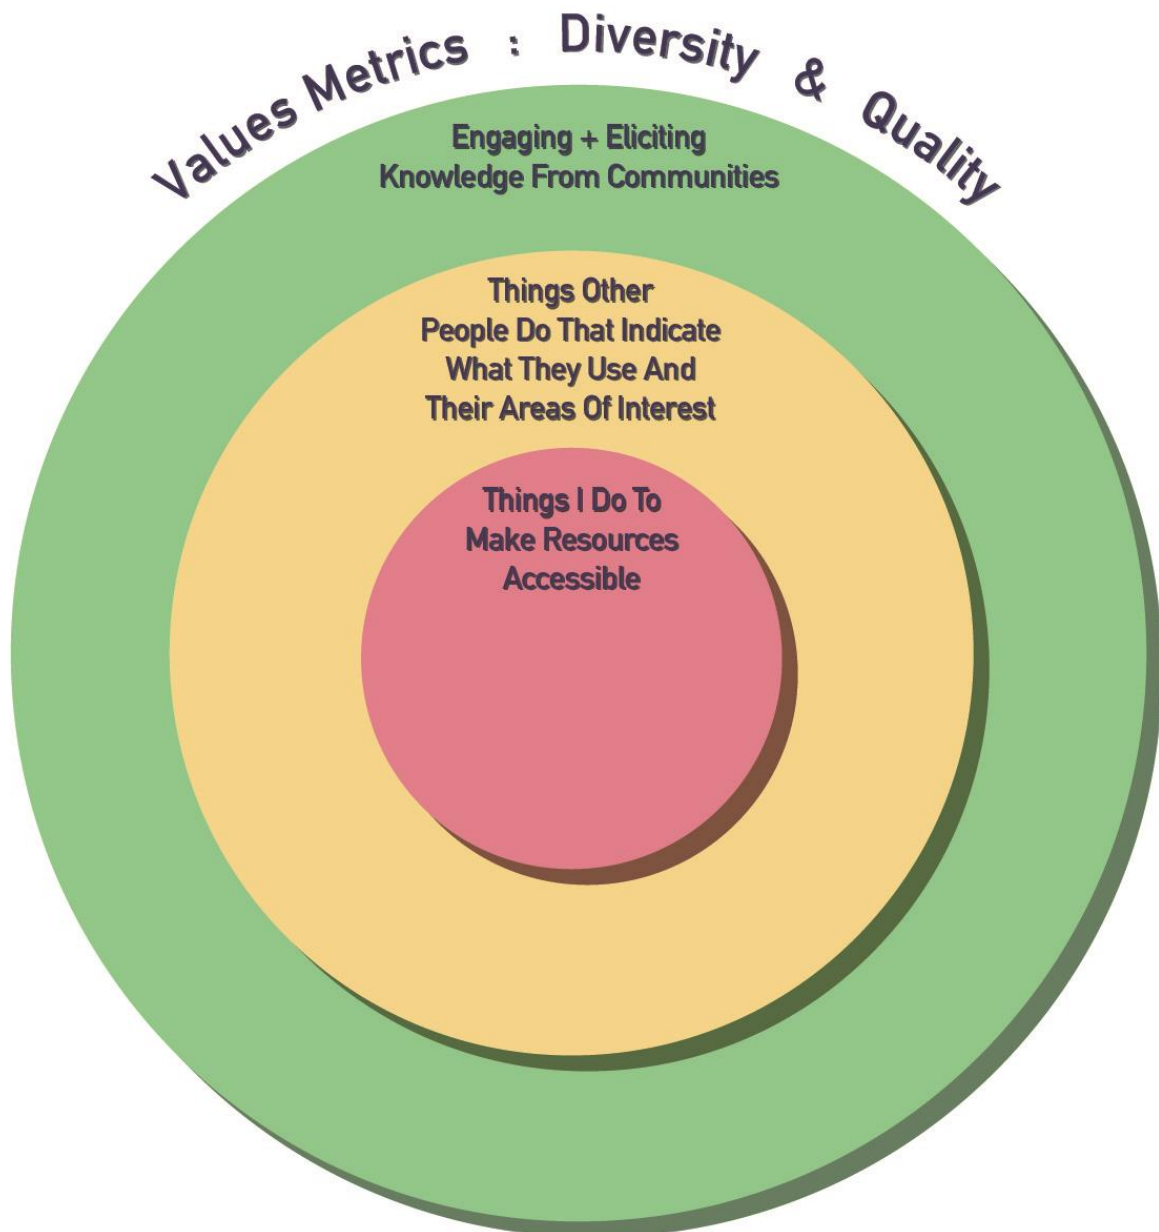 Values Metrics : Diversity & Quality
Engaging + Eliciting
Knowledge From Communities
Things Other
People Do That Indicate
What They Use And
Their Areas Of Interest
Things I Do To
Make Resources
Accessible